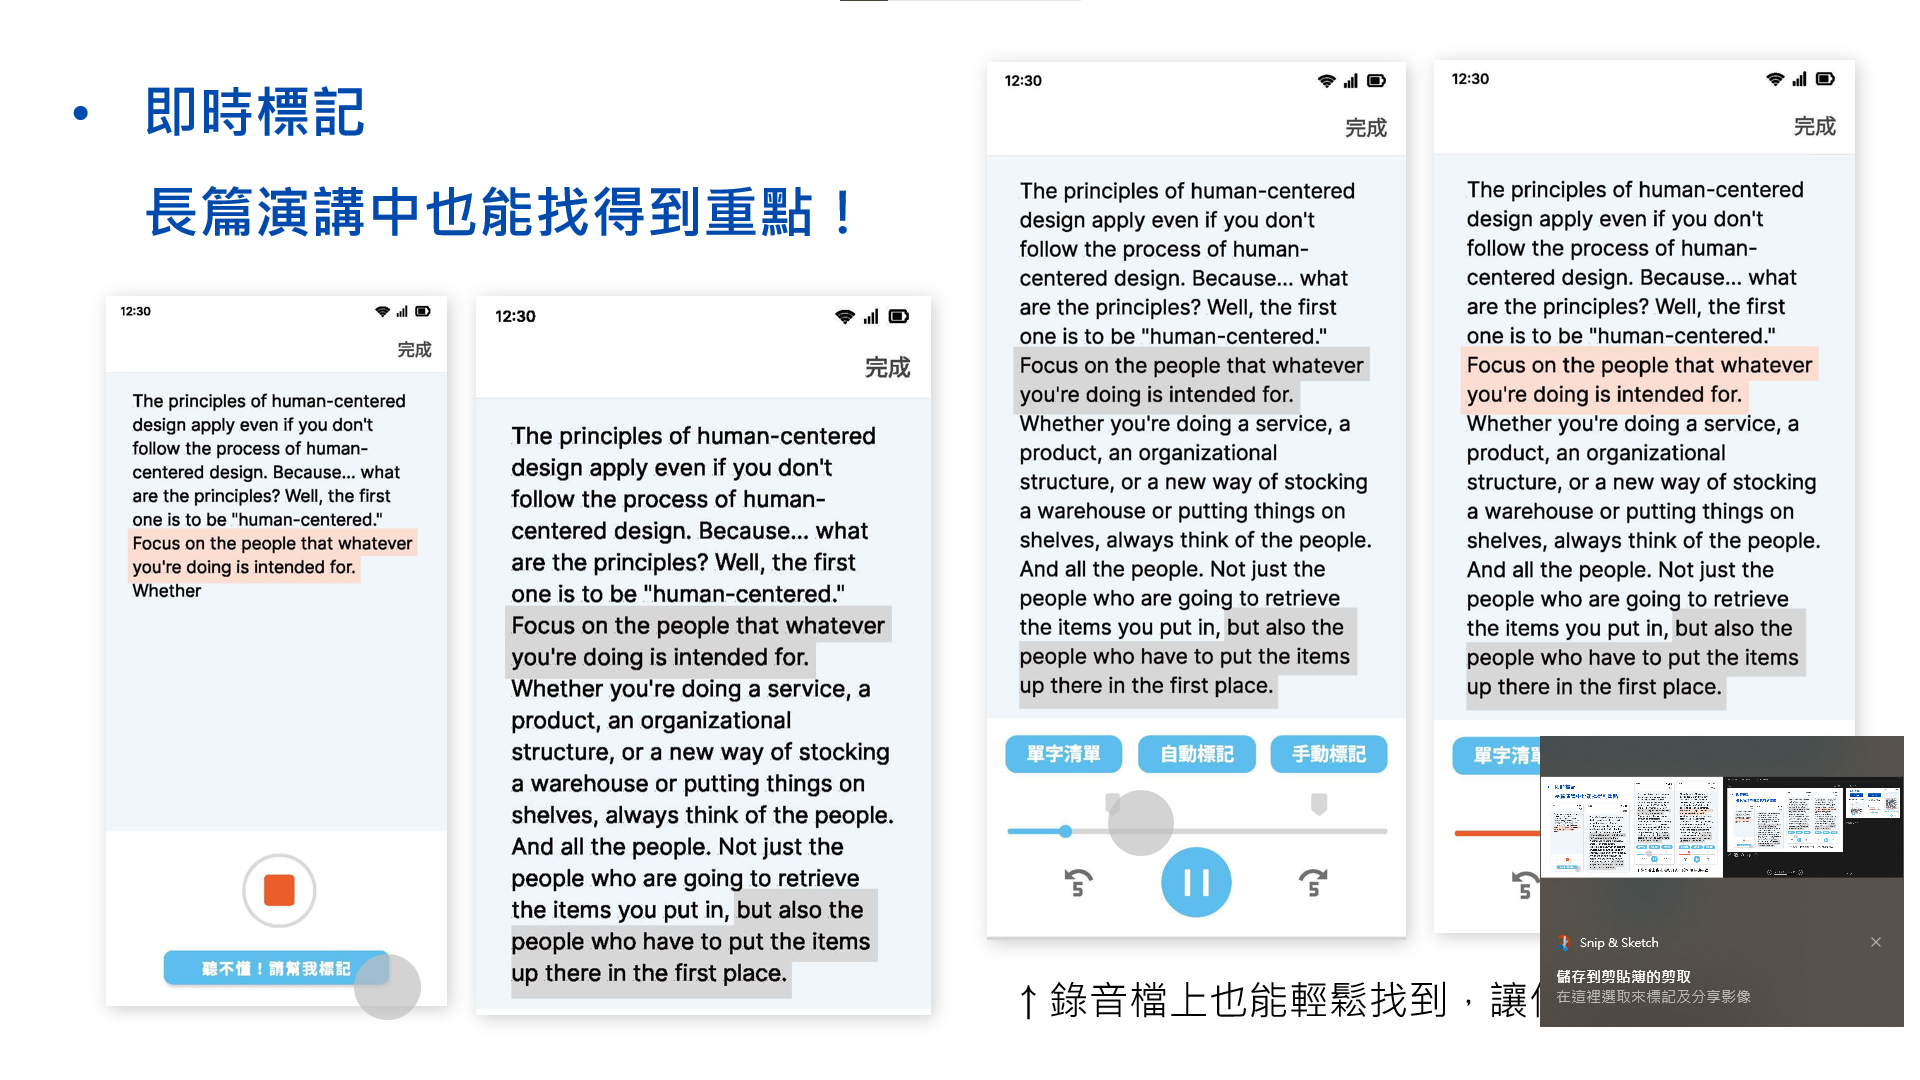 • 即時標記
長篇演講中也能找得到重點！
12:30
完成
The principles of human-centered
design apply even if you don't
follow the process of human-
centered design. Because... what
are the principles? Well, the first
one is to be "human-centered."
Focus on the people that whatever
you're doing is intended for.
Whether
聽不懂！請幫我標記
12:30
完成
The principles of human-centered
design apply even if you don't
follow the process of human-
centered design. Because... what
are the principles? Well, the first
one is to be "human-centered."
Focus on the people that whatever
you're doing is intended for.
Whether you're doing a service, a
product, an organizational
structure, or a new way of stocking
a warehouse or putting things on
shelves, always think of the people.
And all the people. Not just the
people who are going to retrieve
the items you put in, but also the
people who have to put the items
up there in the first place.
12:30
完成
The principles of human-centered
design apply even if you don't
follow the process of human-
centered design. Because... what
are the principles? Well, the first
one is to be "human-centered."
Focus on the people that whatever
you're doing is intended for.
Whether you're doing a service, a
product, an organizational
structure, or a new way of stocking
a warehouse or putting things on
shelves, always think of the people.
And all the people. Not just the
people who are going to retrieve
the items you put in, but also the
people who have to put the items
up there in the first place.
單字清單 自動標記 手動標記
5 5
12:30
完成
The principles of human-centered
design apply even if you don't
follow the process of human-
centered design. Because... what
are the principles? Well, the first
one is to be "human-centered."
Focus on the people that whatever
you're doing is intended for.
Whether you're doing a service, a
product, an organizational
structure, or a new way of stocking
a warehouse or putting things on
shelves, always think of the people.
And all the people. Not just the
people who are going to retrieve
the items you put in, but also the
people who have to put the items
up there in the first place.
單字清
5
↑錄音檔上也能輕鬆找到，讓
Snip & Sketch
儲存到剪貼簿的剪取
在這裡選取來標記及分享影像